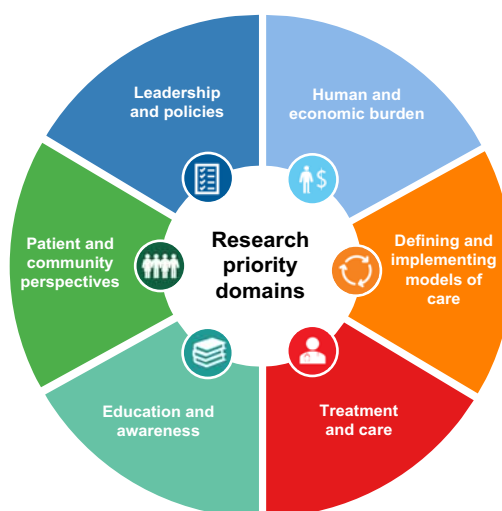 Leadership
and policies
Human and
economic burden
Patient and
community
perspectives
Research
priority
domains
Defining and
implementing
models of
care
Education and
awareness
Treatment
and care
$